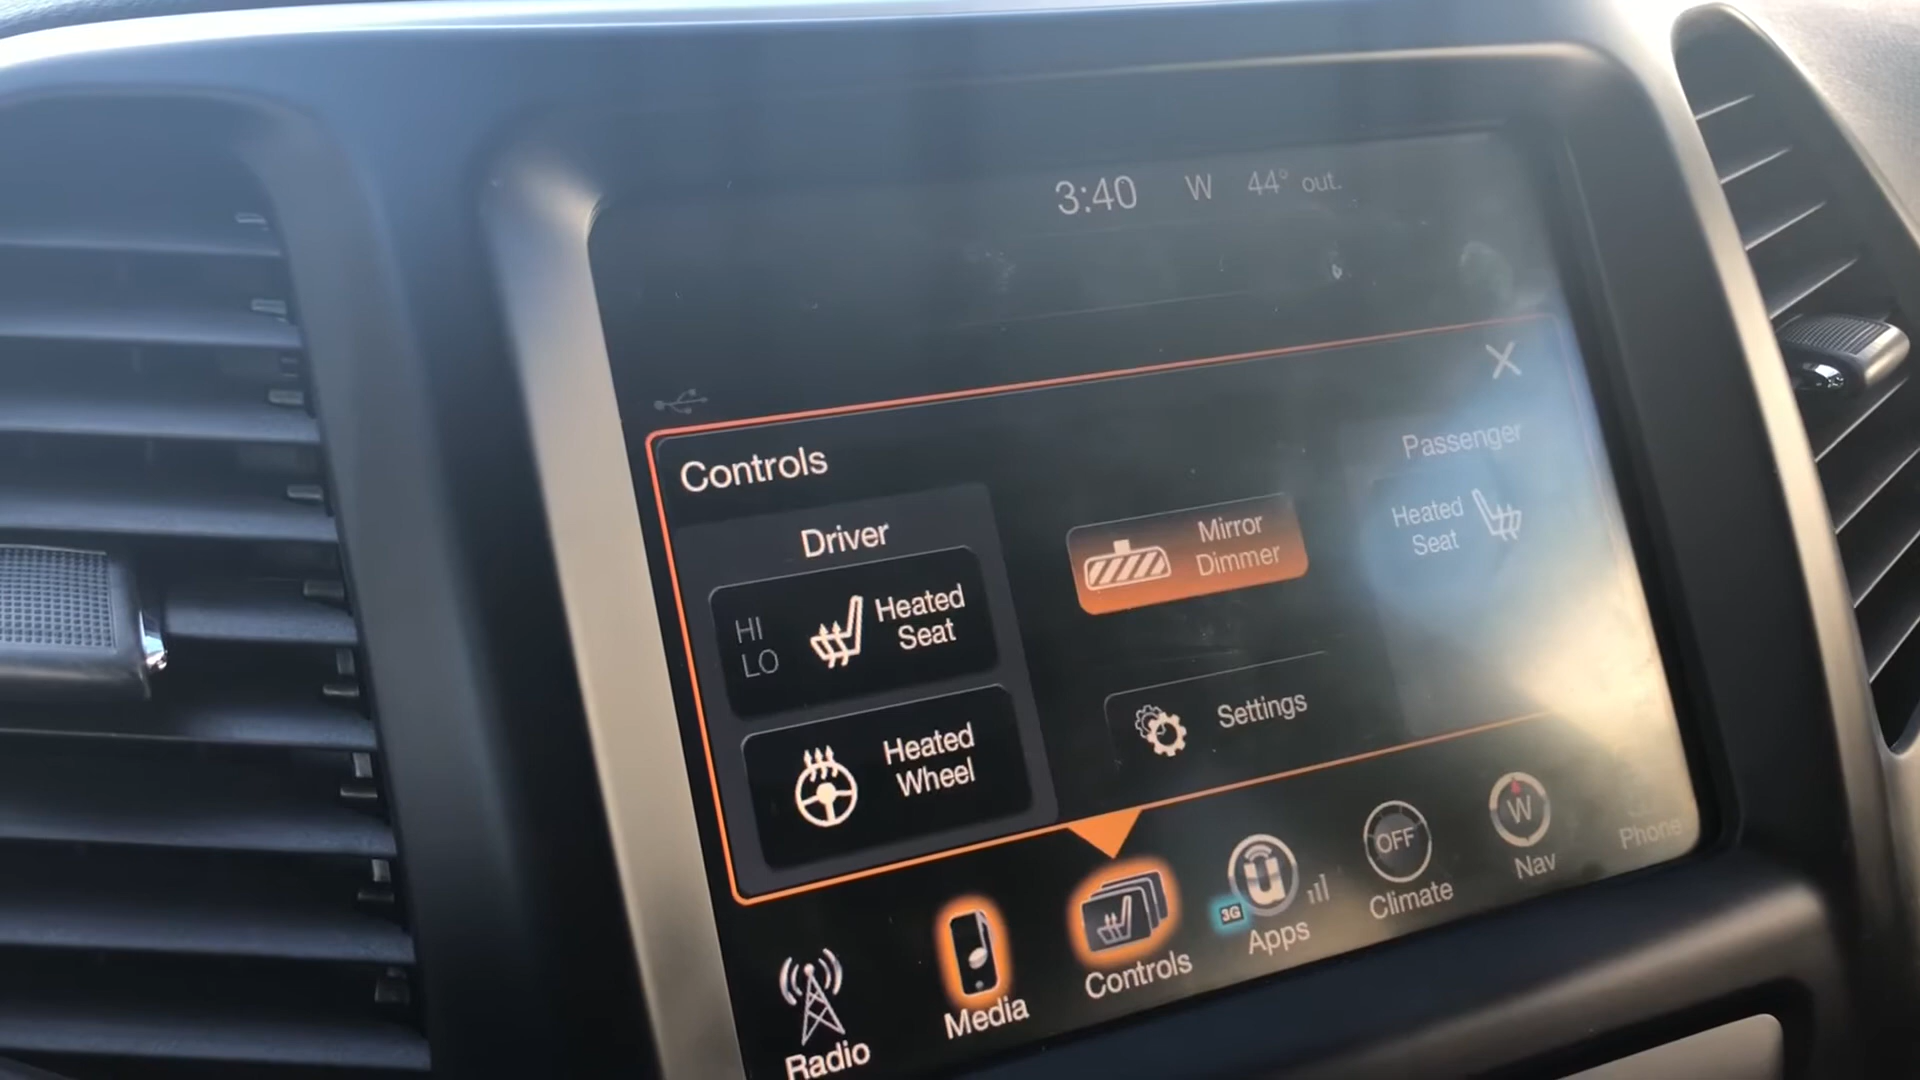 3:40 W 44° out.
Controls
Driver
HI
LO
Heated
Seat
Heated
Wheel
Mirror
Dimmer
Settings
Passenger
Heated
Seat
Radio
Media
Controls
3G
Apps
OFF
Climate
W
Nav
Phone